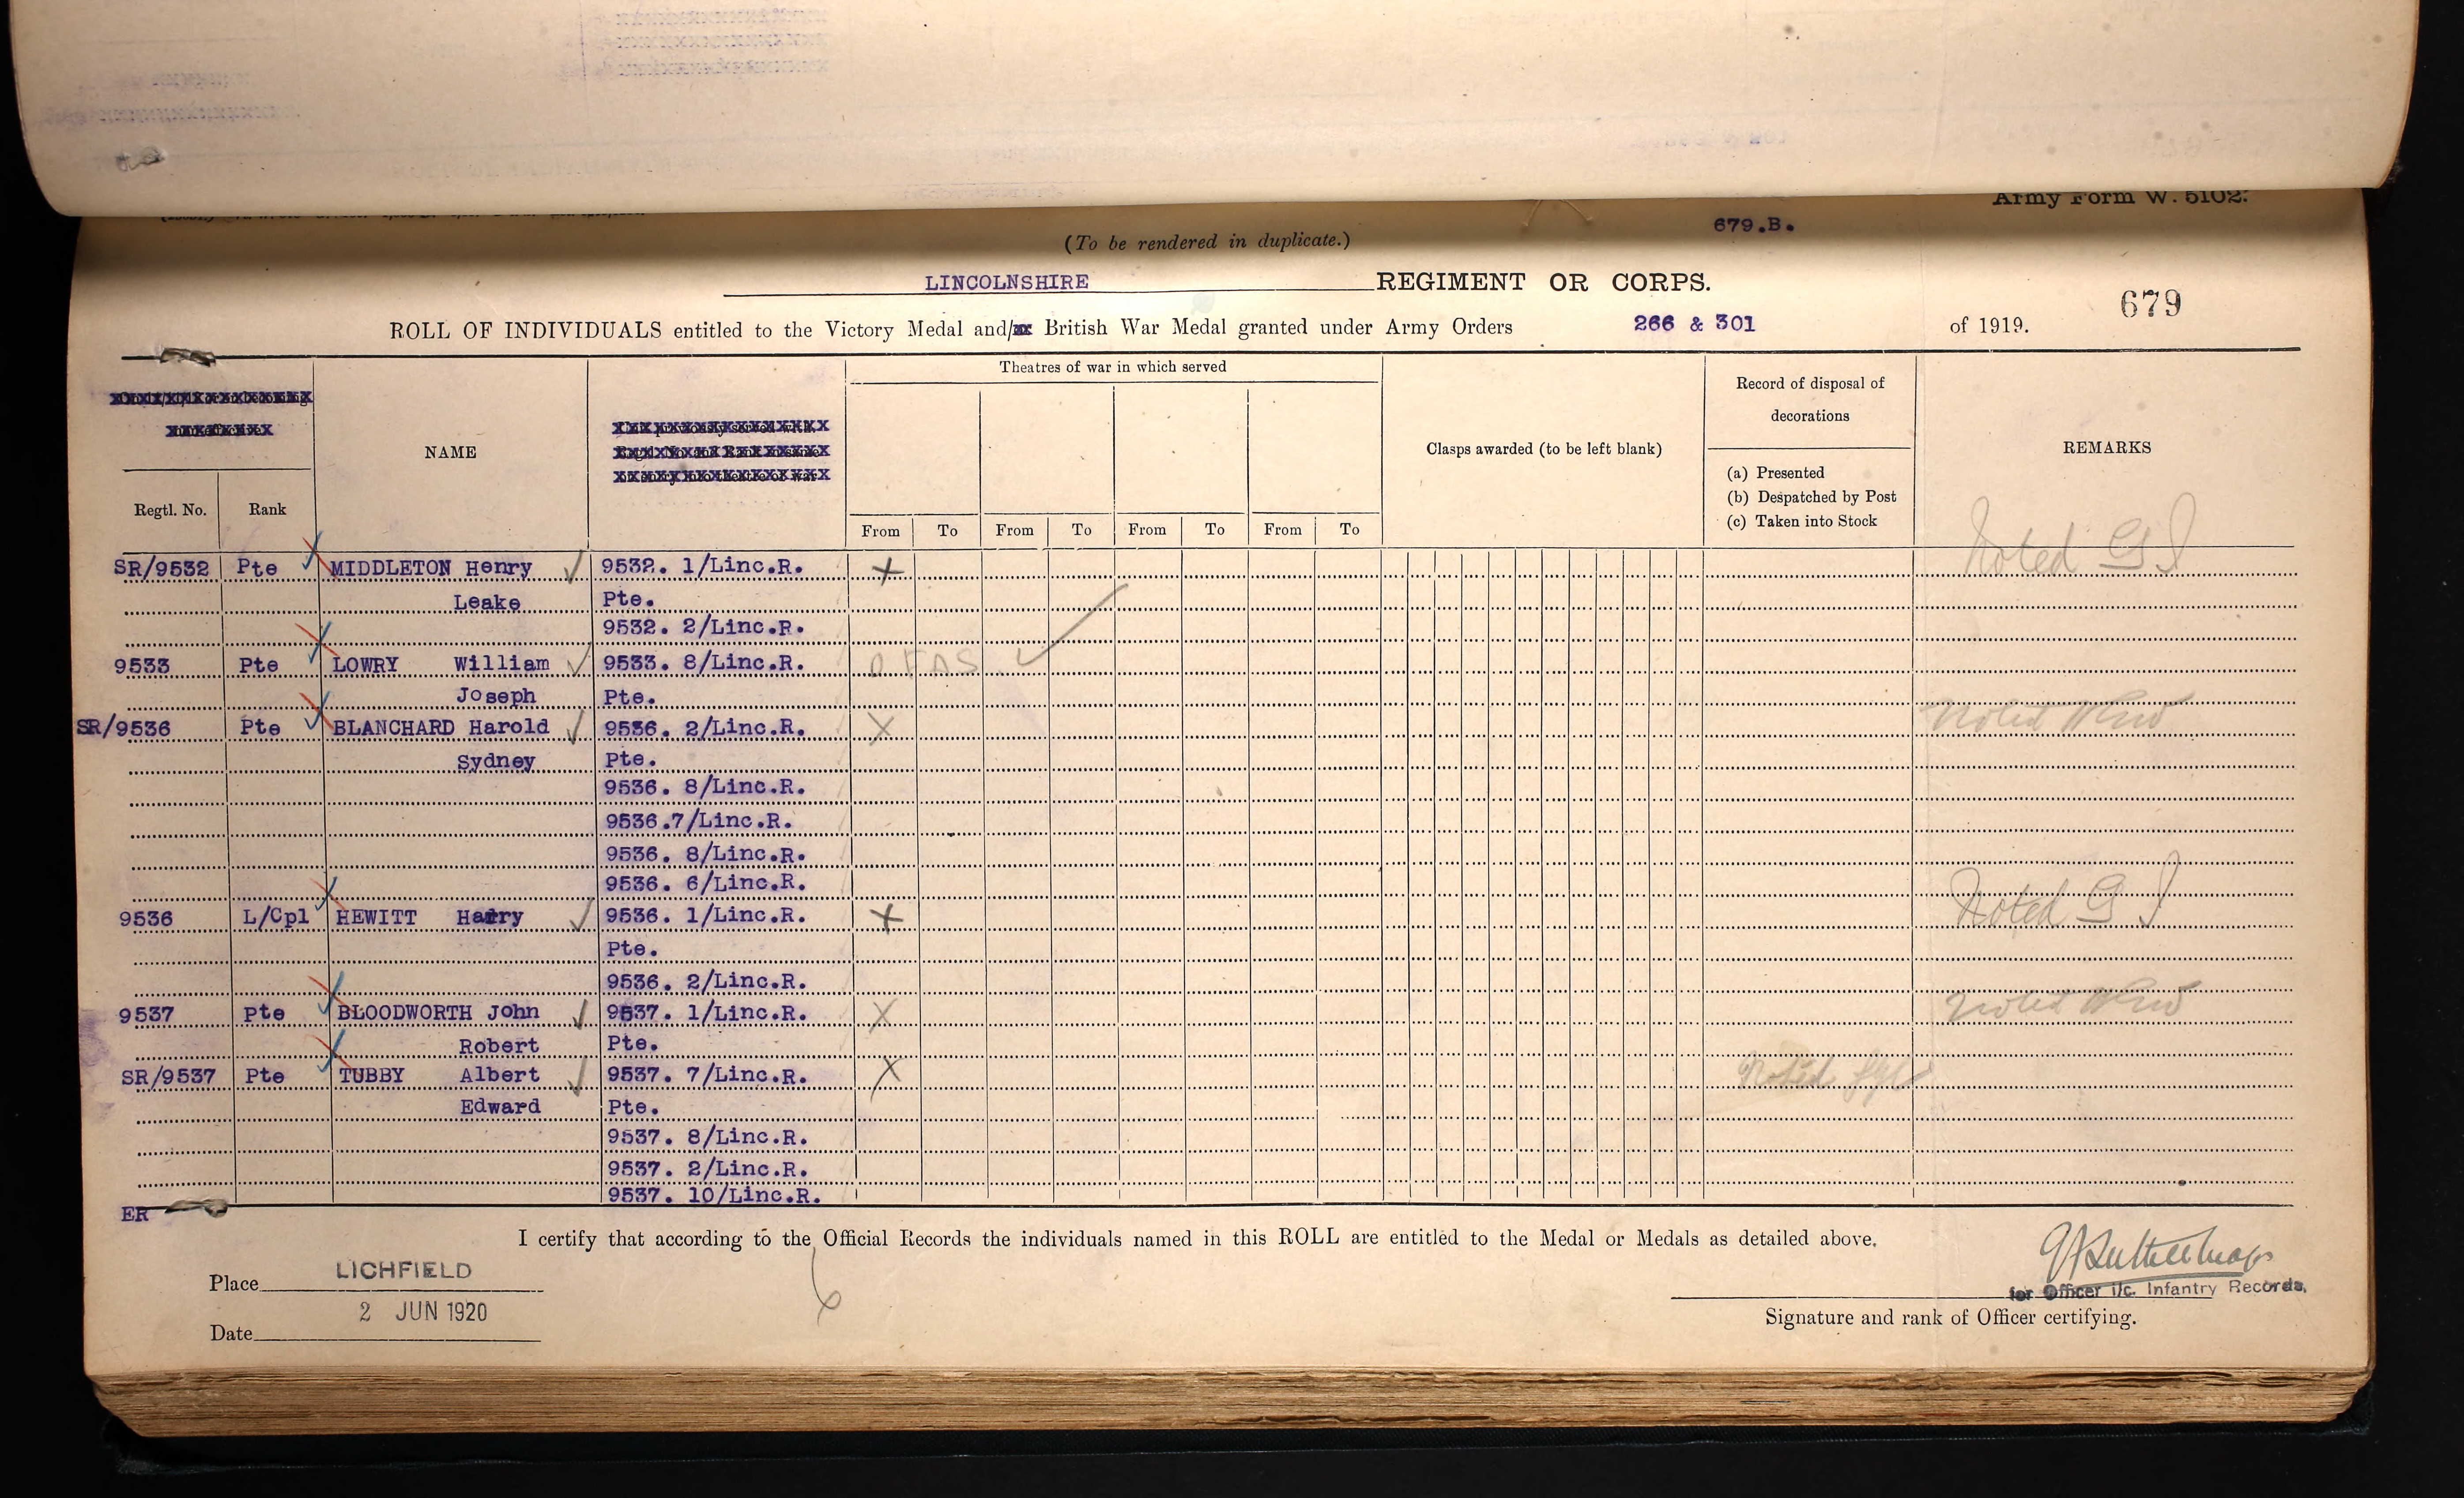 Army Form W. 5102.
679.B.
(To be rendered in duplicate.)
LINCOLNSHIRE REGIMENT OR CORPS.
679
ROLL OF INDIVIDUALS entitled to the Victory Medal and/ British War Medal granted under Army Orders 266 & 301 of 1919.
Theatres of war in which served
Record of disposal of
decorations
NAME
Clasps awarded (to be left blank)
REMARKS
(a) Presented
(b) Despatched by Post
(c) Taken into Stock
Regtl. No. Rank
From To From To From To From To
SR/9532 Pte MIDDLETON Henry 9532. 1/Linc.R. Noted
Leake Pte.
9532. 2/Linc.R.
9533 Pte LOWRY William 9533. 8/Linc.R.
Joseph Pte.
SR/9536 Pte BLANCHARD Harold 9536. 2/Linc.R. Noted
Sydney Pte.
9536. 8/Linc.R.
9536.7/Linc.R.
9536. 8/Linc.R.
9536. 6/Linc.R.
9536 L/Cpl HEWITT Harry 9536. 1/Linc.R. Noted
Pte.
9536. 2/Linc.R.
9537 Pte BLOODWORTH John 9537. 1/Linc.R. Noted
Robert Pte.
SR/9537 Pte TUBBY Albert 9537. 7/Linc.R. Noted
Edward Pte.
9537. 8/Linc.R.
9537. 2/Linc.R.
9537. 10/Linc.R.
ER
I certify that according to the Official Records the individuals named in this ROLL are entitled to the Medal or Medals as detailed above.
Place LICHFIELD
for Officer i/c. Infantry Records.
Date 2 JUN 1920
Signature and rank of Officer certifying.